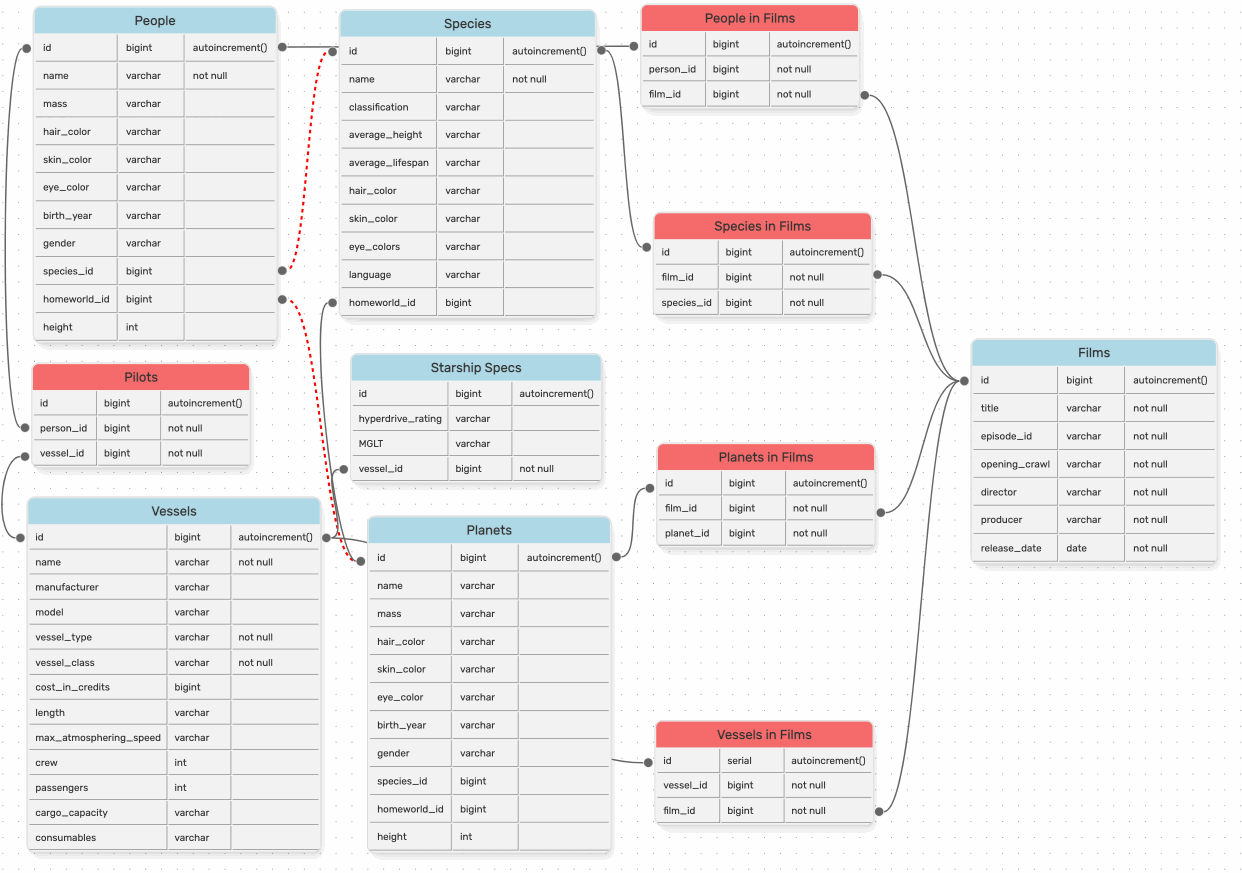 People
id bigint autoincrement()
name varchar not null
mass varchar
hair_color varchar
skin_color varchar
eye_color varchar
birth_year varchar
gender varchar
species_id bigint
homeworld_id bigint
height int
Species
id bigint autoincrement()
name varchar not null
classification varchar
average_height varchar
average_lifespan varchar
hair_color varchar
skin_color varchar
eye_colors varchar
language varchar
homeworld_id bigint
People in Films
id bigint autoincrement()
person_id bigint not null
film_id bigint not null
Species in Films
id bigint autoincrement()
film_id bigint not null
species_id bigint not null
Films
id bigint autoincrement()
title varchar not null
episode_id varchar not null
opening_crawl varchar not null
director varchar not null
producer varchar not null
release_date date not null
Pilots
id bigint autoincrement()
person_id bigint not null
vessel_id bigint not null
Starship Specs
id bigint autoincrement()
hyperdrive_rating varchar
MGLT varchar
vessel_id bigint not null
Planets in Films
id bigint autoincrement()
film_id bigint not null
planet_id bigint not null
Vessels
id bigint autoincrement()
name varchar not null
manufacturer varchar
model varchar
vessel_type varchar not null
vessel_class varchar not null
cost_in_credits bigint
length varchar
max_atmosphering_speed varchar
crew int
passengers int
cargo_capacity varchar
consumables varchar
Planets
id bigint autoincrement()
name varchar
mass varchar
hair_color varchar
skin_color varchar
eye_color varchar
birth_year varchar
gender varchar
species_id bigint
homeworld_id bigint
height int
Vessels in Films
id serial autoincrement()
vessel_id bigint not null
film_id bigint not null